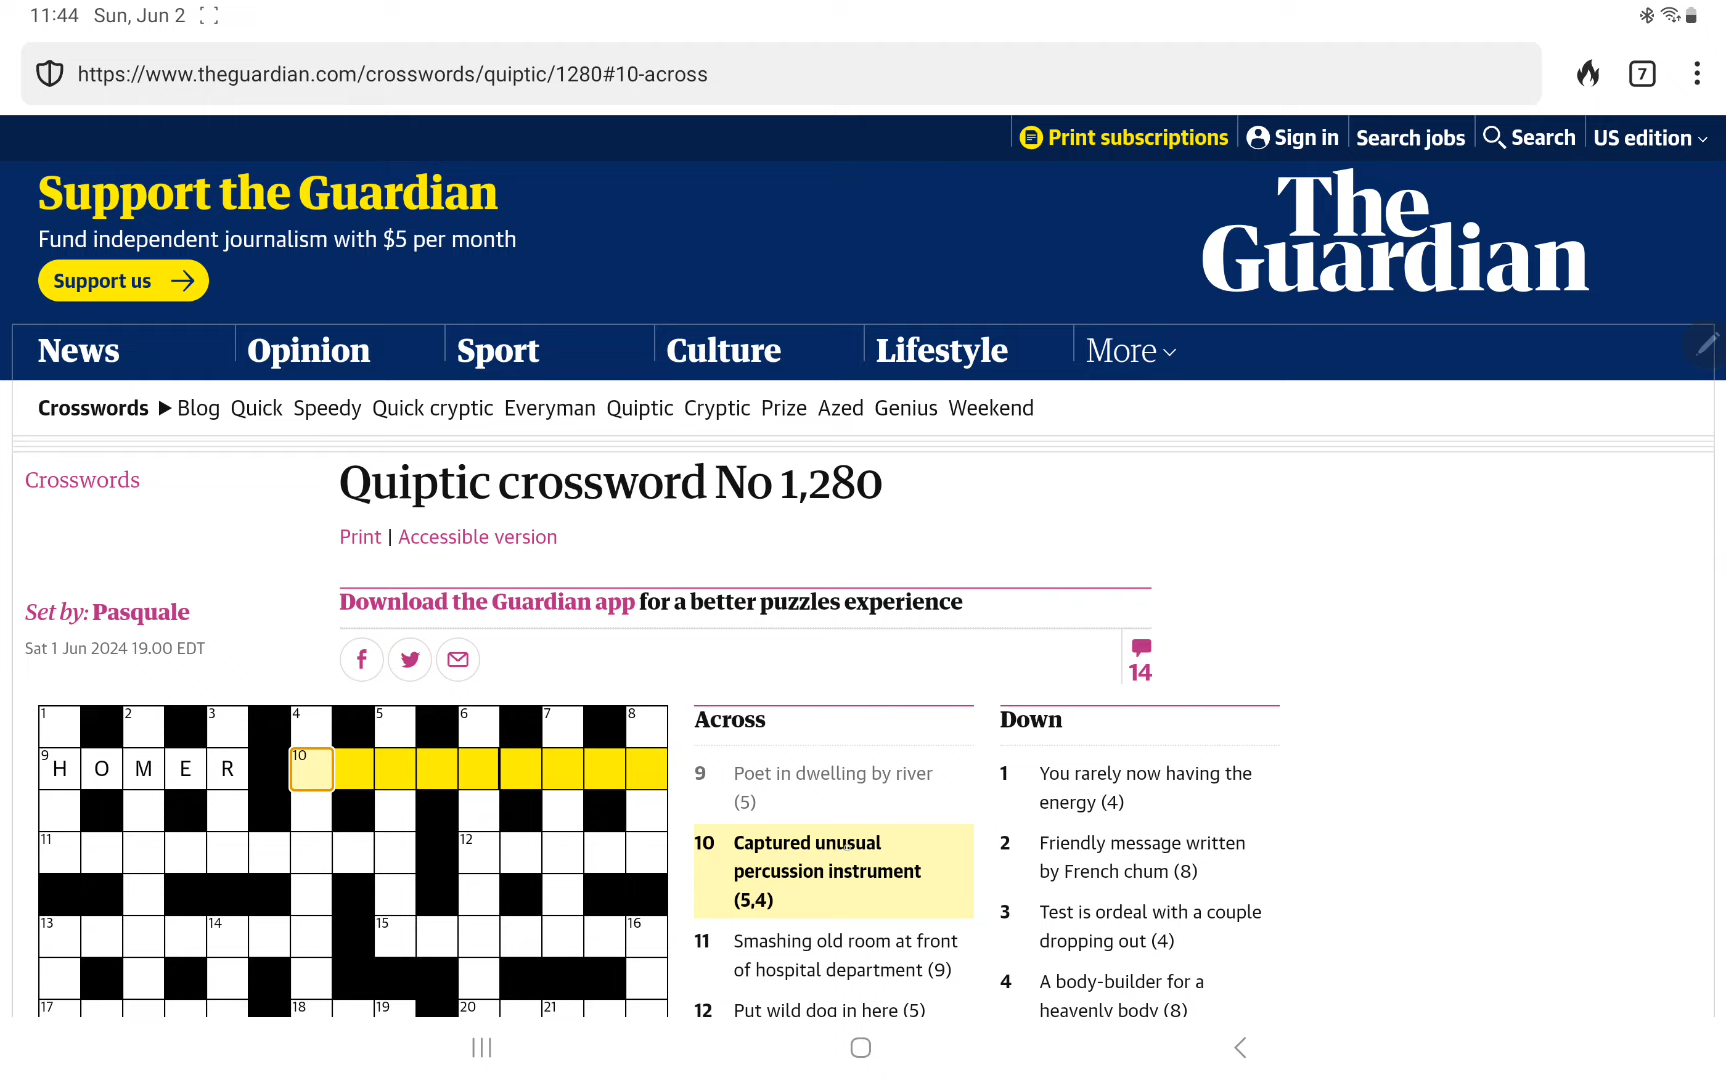 11:44 Sun, Jun 2
https://www.theguardian.com/crosswords/quiptic/1280#10-across
7
Print subscriptions
Sign in
Search jobs
Search
US edition
Support the Guardian
Fund independent journalism with $5 per month
Support us
The
Guardian
News
Opinion
Sport
Culture
Lifestyle
More
Crosswords
Blog Quick Speedy Quick cryptic Everyman Quiptic Cryptic Prize Azed Genius Weekend
Crosswords
Quiptic crossword No 1,280
Print | Accessible version
Set by: Pasquale
Sat 1 Jun 2024 19.00 EDT
Download the Guardian app for a better puzzles experience
14
1 2 3 4 5 6 7 8
9 H O M E R 10
11 12
13 14 15 16
17 18 19 20 21
Across
9 Poet in dwelling by river
(5)
10 Captured unusual
percussion instrument
(5,4)
11 Smashing old room at front
of hospital department (9)
12 Put wild dog in here (5)
Down
1 You rarely now having the
energy (4)
2 Friendly message written
by French chum (8)
3 Test is ordeal with a couple
dropping out (4)
4 A body-builder for a
heavenly body (8)